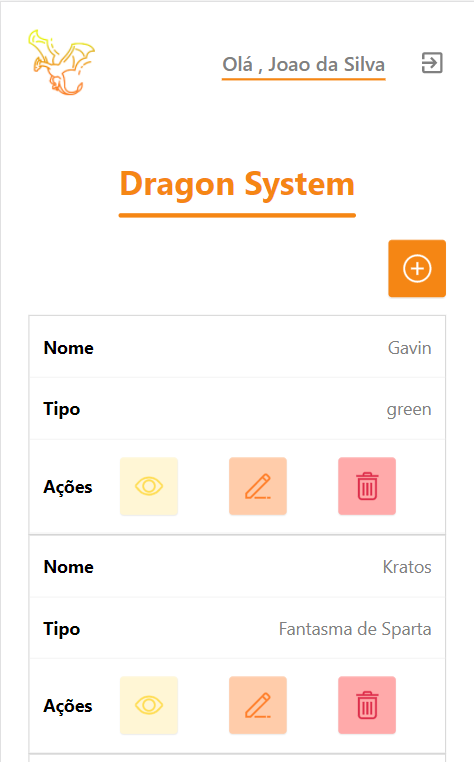 Olá , Joao da Silva
Dragon System
Nome Gavin
Tipo green
Ações
Nome Kratos
Tipo Fantasma de Sparta
Ações